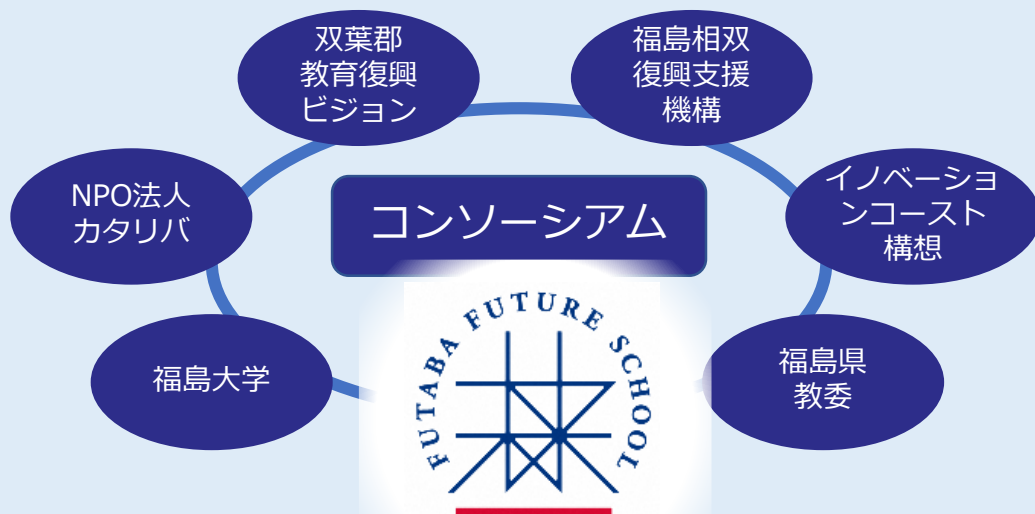 双葉郡
教育復興
ビジョン
福島相双
復興支援
機構
NPO法人
カタリバ
コンソーシアム
イノベーショ
ンコースト
構想
福島大学
FUTABA FUTURE SCHOOL
福島県
教委